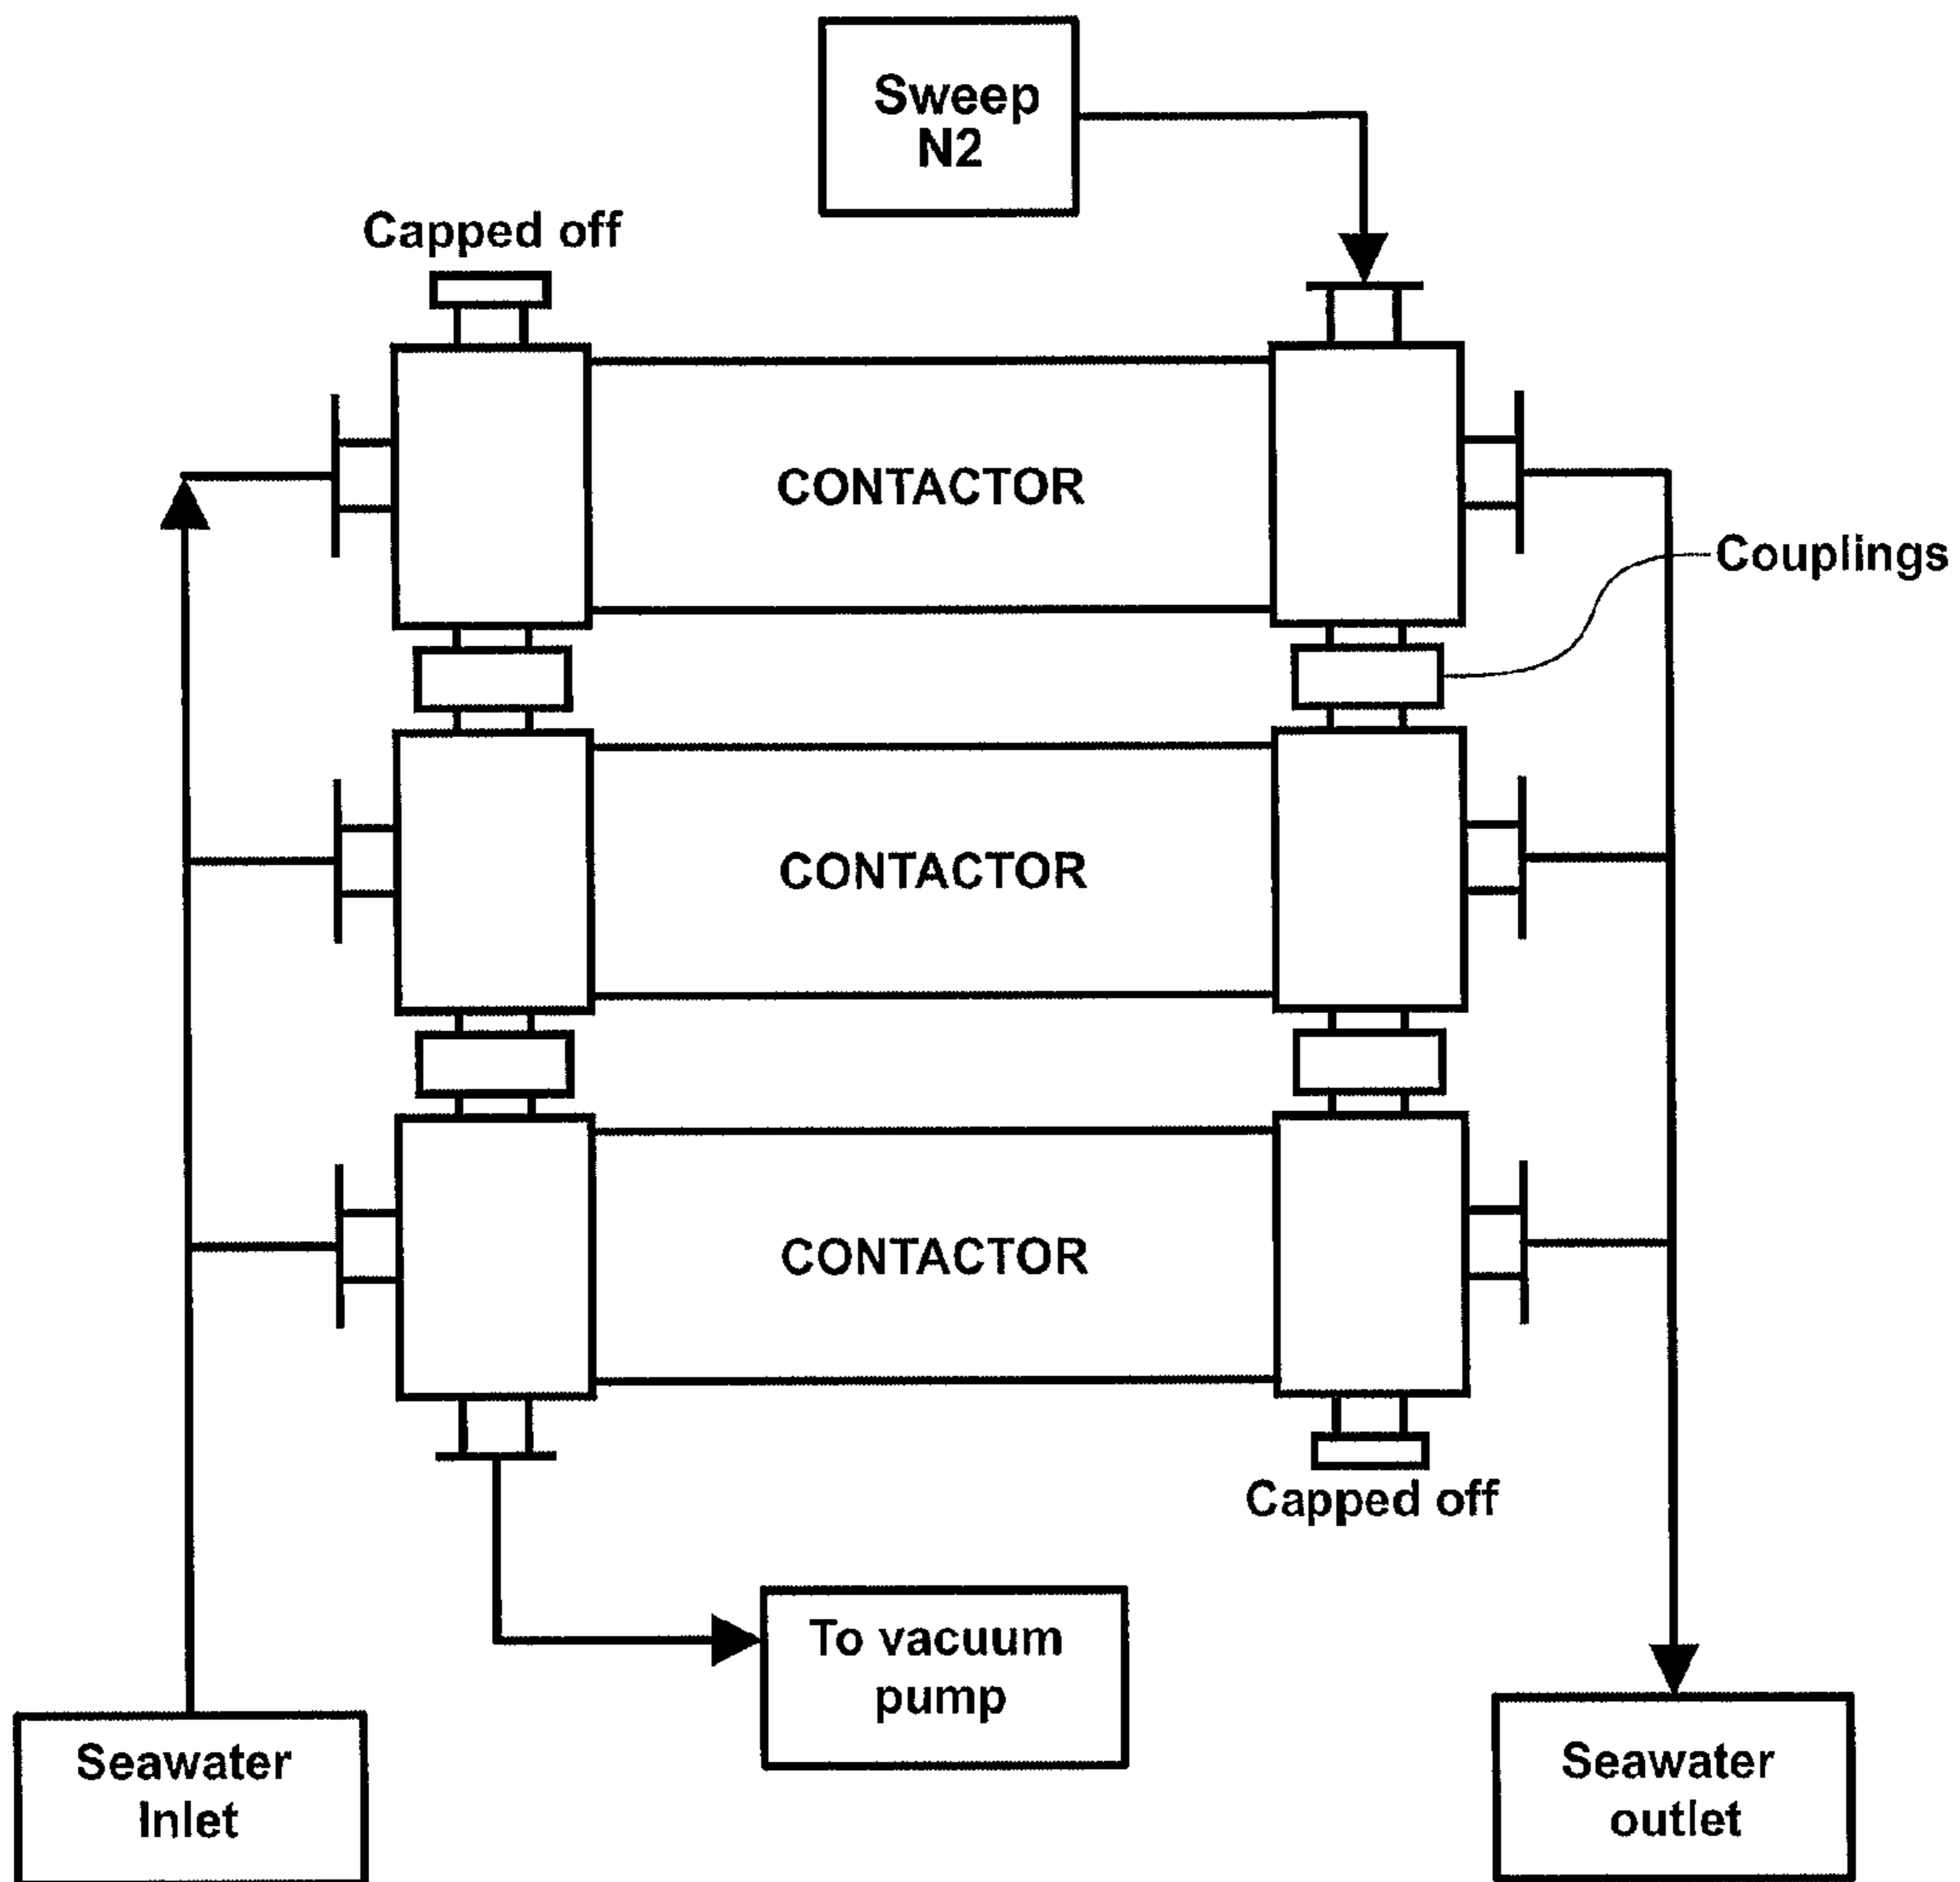 Sweep
N2
Capped off
CONTACTOR
Couplings
CONTACTOR
CONTACTOR
Capped off
To vacuum
pump
Seawater
Inlet
Seawater
outlet